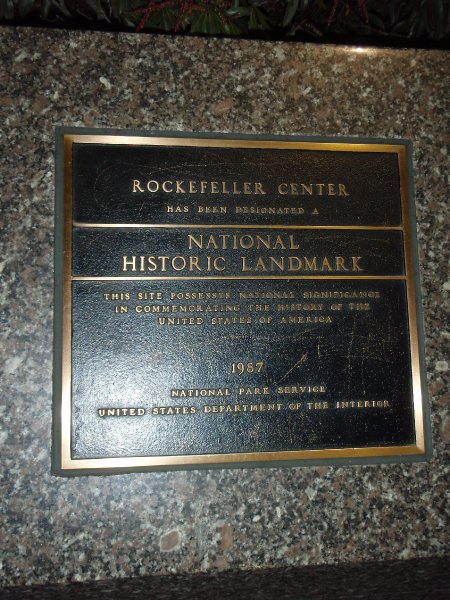 ROCKEFELLER CENTER
HAS BEEN DESIGNATED A
NATIONAL
HISTORIC LANDMARK
THIS SITE POSSESSES NATIONAL SIGNIFICANCE
IN COMMEMORATING THE HISTORY OF THE
UNITED STATES OF AMERICA
1987
NATIONAL PARK SERVICE
UNITED STATES DEPARTMENT OF THE INTERIOR